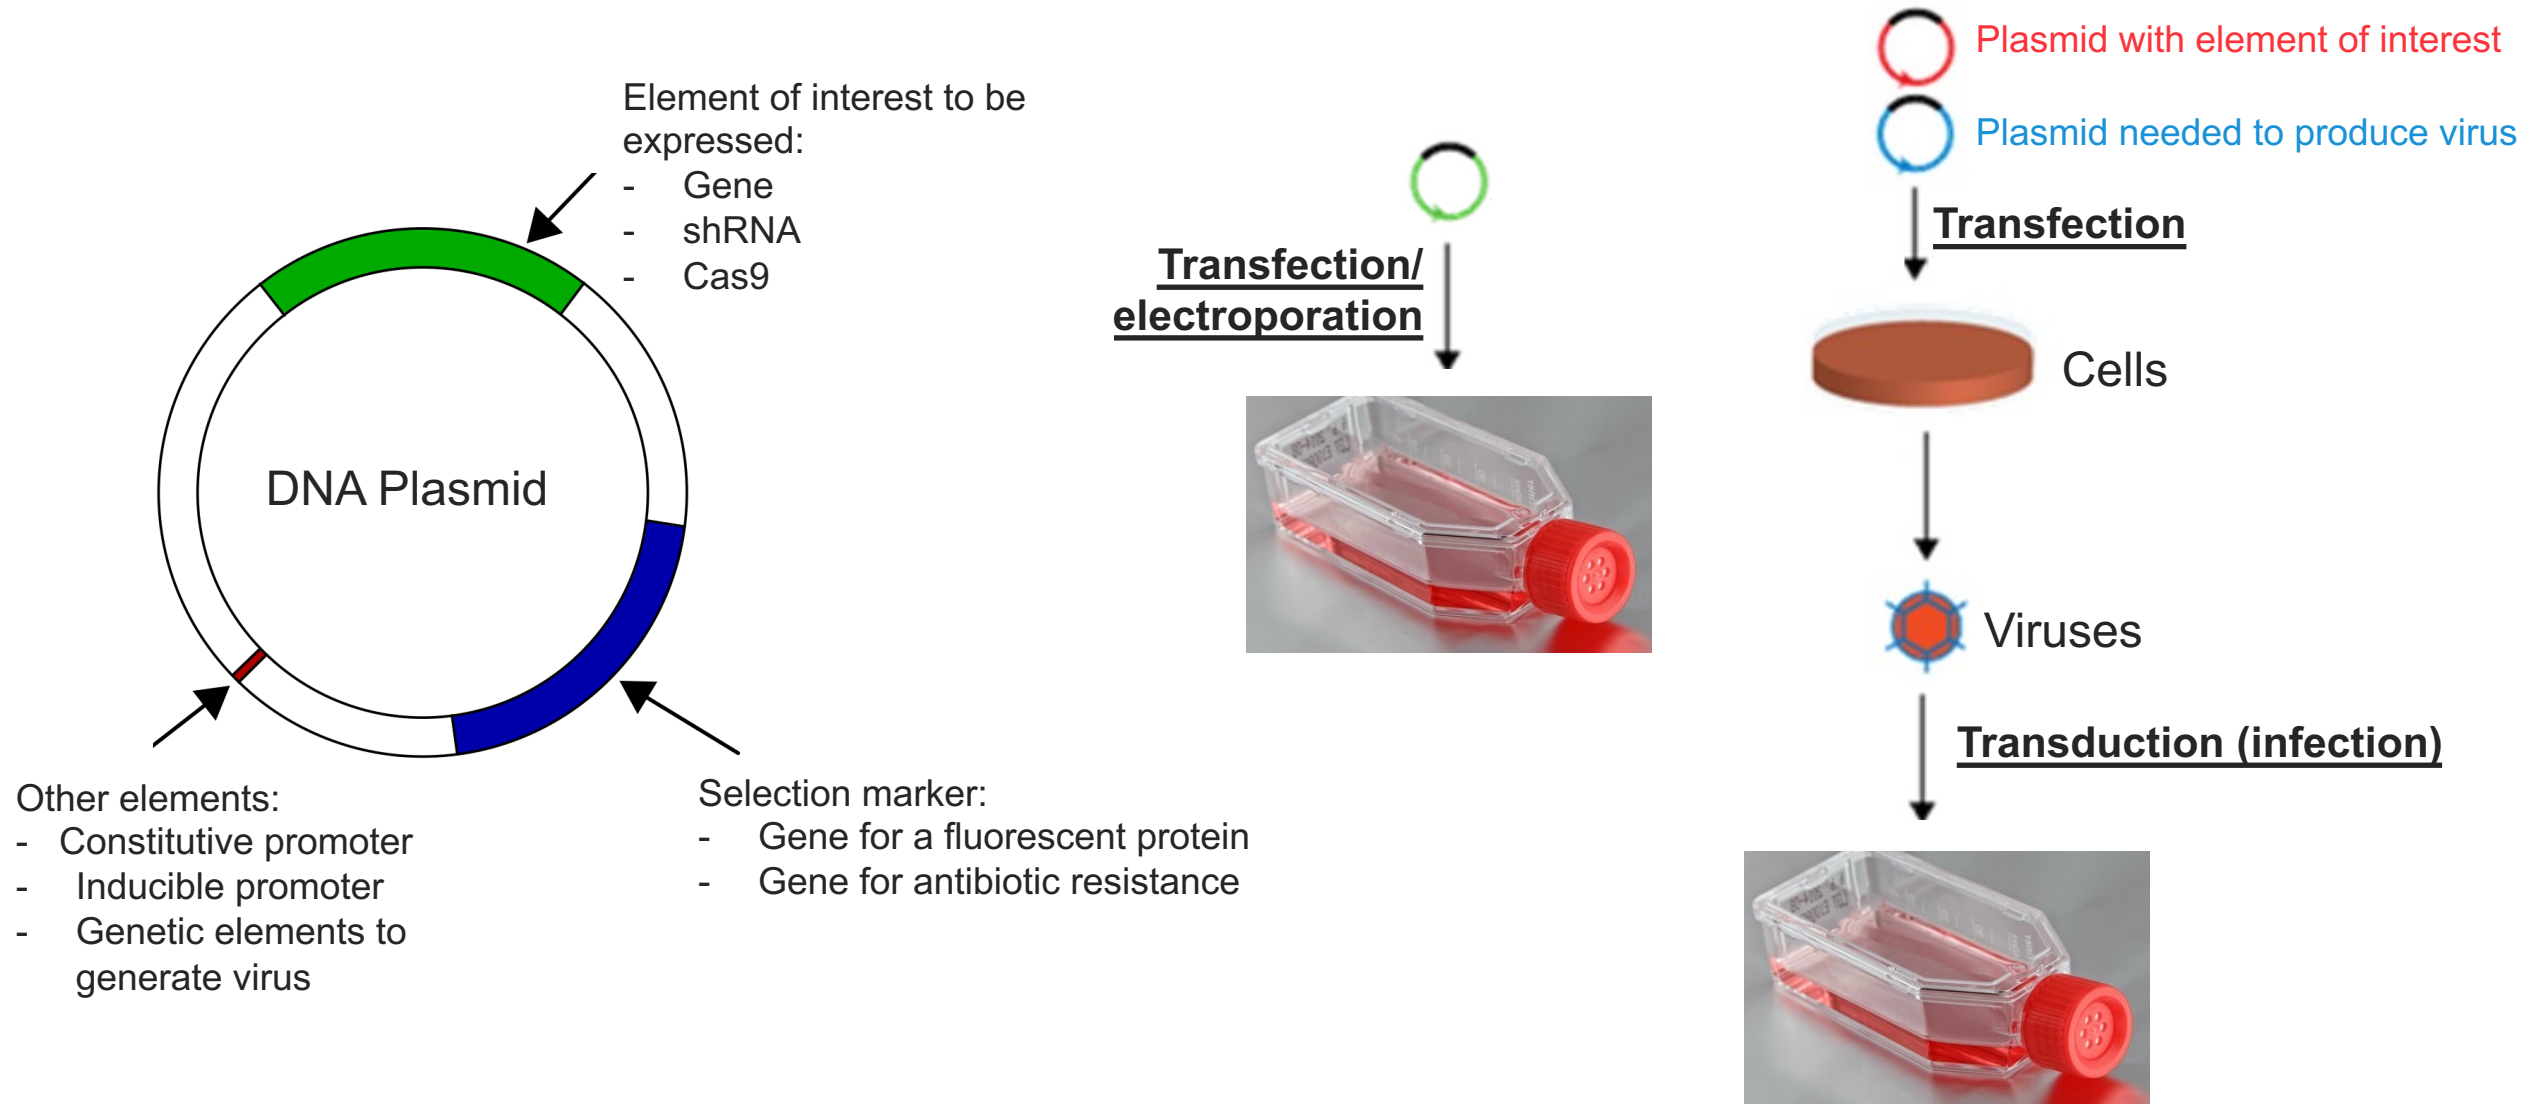 Element of interest to be
expressed:
- Gene
- shRNA
- Cas9
DNA Plasmid
Other elements:
- Constitutive promoter
- Inducible promoter
- Genetic elements to
generate virus
Selection marker:
- Gene for a fluorescent protein
- Gene for antibiotic resistance
Transfection/
electroporation
Plasmid with element of interest
Plasmid needed to produce virus
Transfection
Cells
Viruses
Transduction (infection)